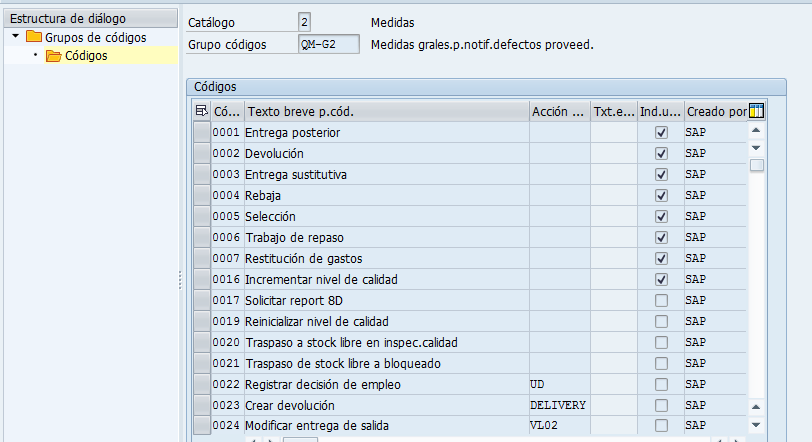 Estructura de diálogo
Grupos de códigos
Códigos
Catálogo 2 Medidas
Grupo códigos QM-G2 Medidas grales.p.notif.defectos proveed.
Códigos
Có... Texto breve p.cód. Acción ... Txt.e... Ind.u... Creado por
0001 Entrega posterior SAP
0002 Devolución SAP
0003 Entrega sustitutiva SAP
0004 Rebaja SAP
0005 Selección SAP
0006 Trabajo de repaso SAP
0007 Restitución de gastos SAP
0016 Incrementar nivel de calidad SAP
0017 Solicitar report 8D SAP
0019 Reinicializar nivel de calidad SAP
0020 Traspaso a stock libre en inspec.calidad SAP
0021 Traspaso de stock libre a bloqueado SAP
0022 Registrar decisión de empleo UD SAP
0023 Crear devolución DELIVERY SAP
0024 Modificar entrega de salida VL02 SAP